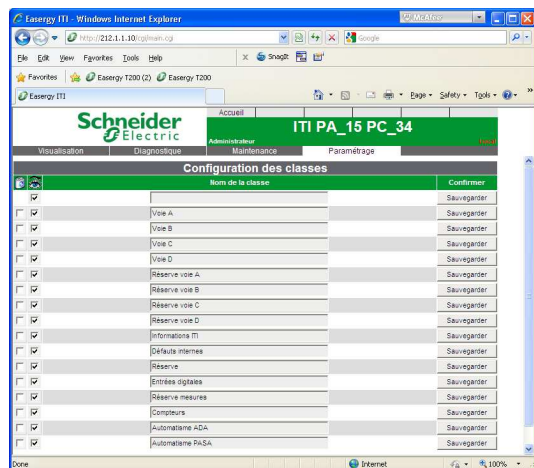 Easergy ITI - Windows Internet Explorer
McAfee
http://212.1.1.10/cgi/main.cgi
Google
File Edit View Favorites Tools Help
SnagIt
Favorites Easergy T200 (2) Easergy T200
Easergy ITI
Page Safety Tools
Schneider Electric
Accueil
ITI PA_15 PC_34
Administrateur
Local
Visualisation Diagnostique Maintenance Paramétrage
Configuration des classes
Nom de la classe Confirmer
Sauvegarder
Voie A Sauvegarder
Voie B Sauvegarder
Voie C Sauvegarder
Voie D Sauvegarder
Réserve voie A Sauvegarder
Réserve voie B Sauvegarder
Réserve voie C Sauvegarder
Réserve voie D Sauvegarder
Informations ITI Sauvegarder
Défauts internes Sauvegarder
Réserve Sauvegarder
Entrées digitales Sauvegarder
Réserve mesures Sauvegarder
Compteurs Sauvegarder
Automatisme ADA Sauvegarder
Automatisme PASA Sauvegarder
Done Internet 100%